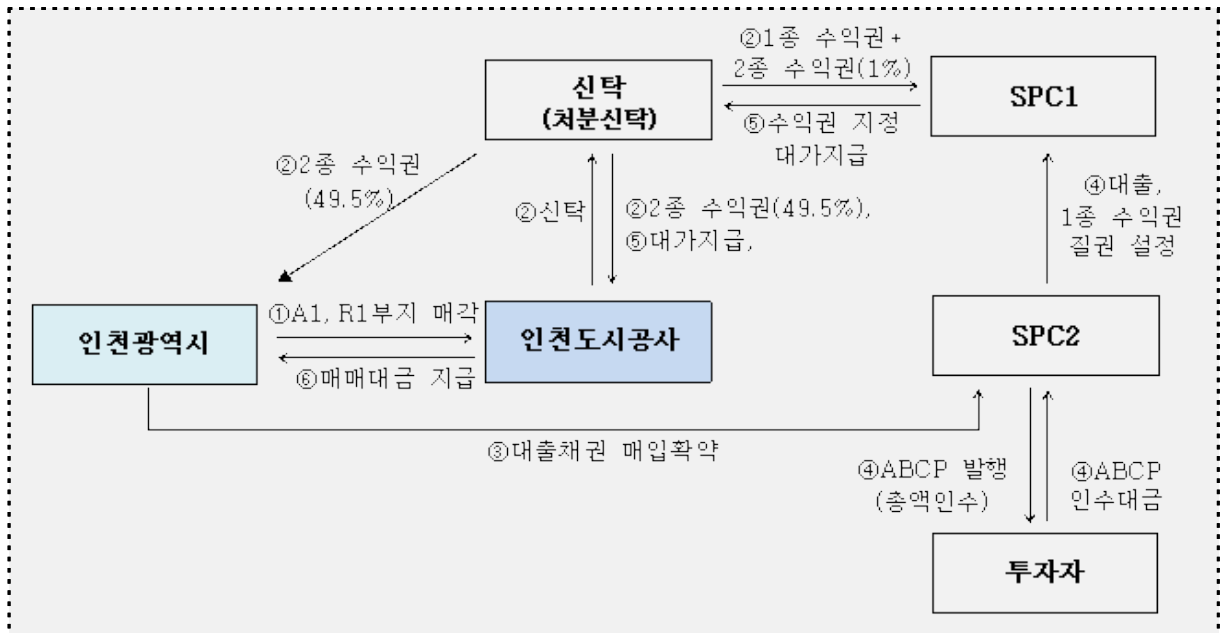 ②1종 수익권+
2종 수익권(1%)
신탁
(처분신탁)
SPC1
⑤수익권 지정
대가지급
②2종 수익권
(49.5%)
②신탁
②2종 수익권(49.5%),
⑤대가지급,
④대출,
1종 수익권
질권 설정
인천광역시
①A1, R1부지 매각
인천도시공사
SPC2
⑥매매대금 지급
③대출채권 매입확약
④ABCP 발행
(총액인수)
④ABCP
인수대금
투자자